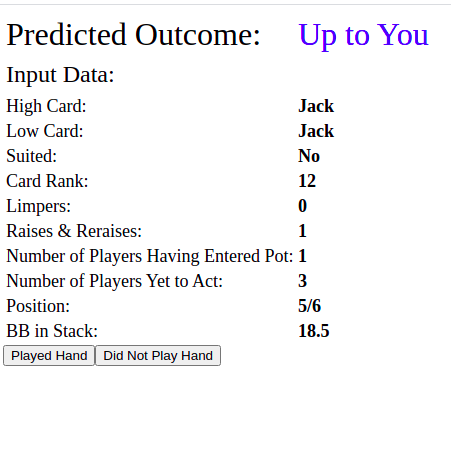 Predicted Outcome: Up to You
Input Data:
High Card: Jack
Low Card: Jack
Suited: No
Card Rank: 12
Limpers: 0
Raises & Reraises: 1
Number of Players Having Entered Pot: 1
Number of Players Yet to Act: 3
Position: 5/6
BB in Stack: 18.5
Played Hand Did Not Play Hand